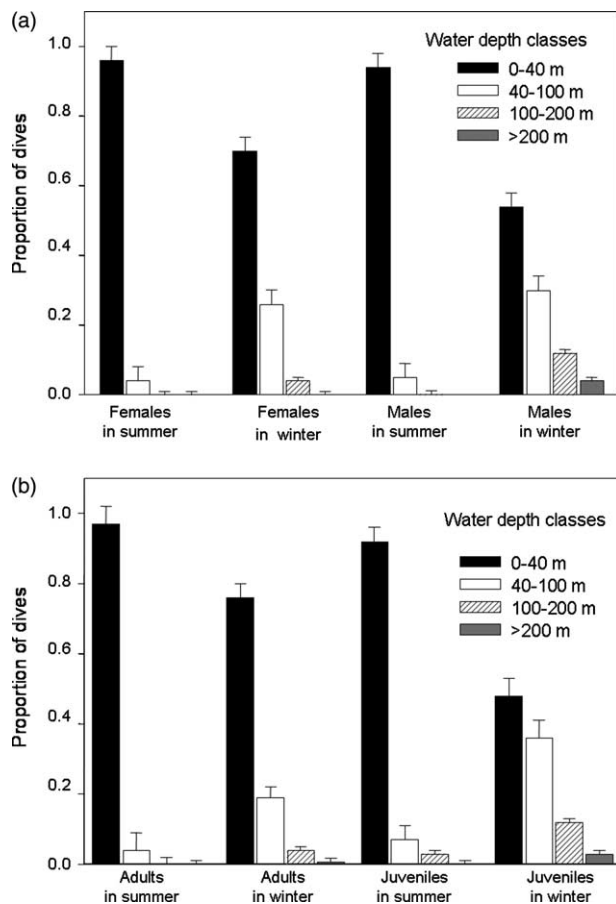 (a)
Water depth classes
0-40 m
40-100 m
100-200 m
>200 m
Proportion of dives
1.0
0.8
0.6
0.4
0.2
0.0
Females in summer
Females in winter
Males in summer
Males in winter
(b)
Water depth classes
0-40 m
40-100 m
100-200 m
>200 m
Proportion of dives
1.0
0.8
0.6
0.4
0.2
0.0
Adults in summer
Adults in winter
Juveniles in summer
Juveniles in winter